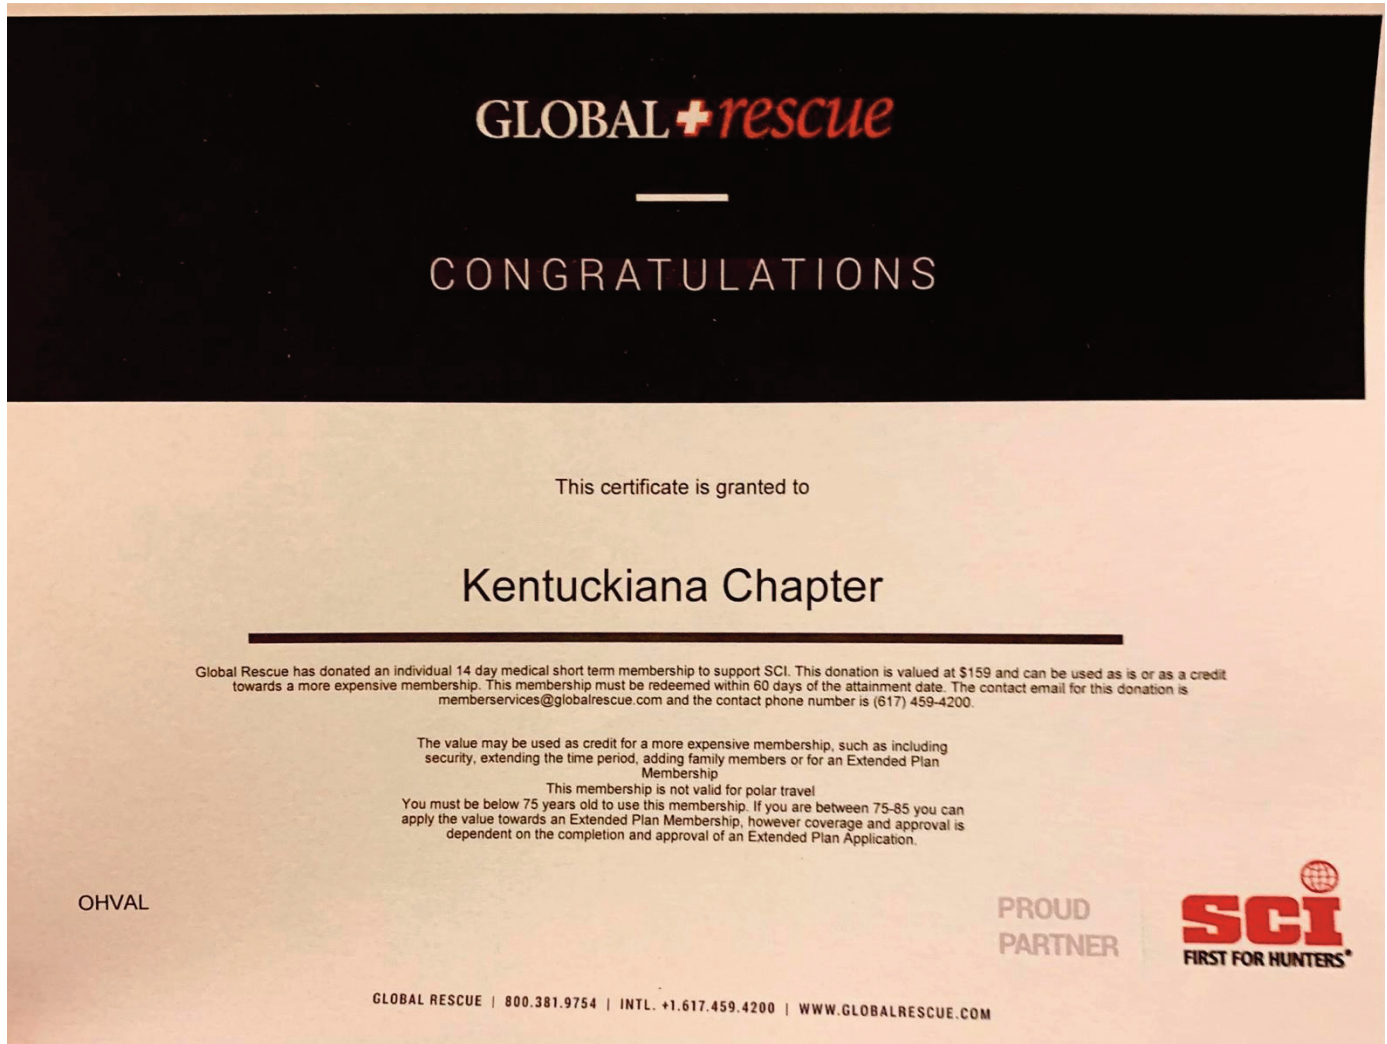 GLOBAL rescue
CONGRATULATIONS
This certificate is granted to
Kentuckiana Chapter
Global Rescue has donated an individual 14 day medical short term membership to support SCI. This donation is valued at $159 and can be used as is or as a credit
towards a more expensive membership. This membership must be redeemed within 60 days of the attainment date. The contact email for this donation is
memberservices@globalrescue.com and the contact phone number is (617) 459-4200.
The value may be used as credit for a more expensive membership, such as including
security, extending the time period, adding family members or for an Extended Plan
Membership
This membership is not valid for polar travel
You must be below 75 years old to use this membership. If you are between 75-85 you can
apply the value towards an Extended Plan Membership, however coverage and approval is
dependent on the completion and approval of an Extended Plan Application.
OHVAL
PROUD
PARTNER
SCI
FIRST FOR HUNTERS®
GLOBAL RESCUE | 800.381.9754 | INTL. +1.617.459.4200 | WWW.GLOBALRESCUE.COM